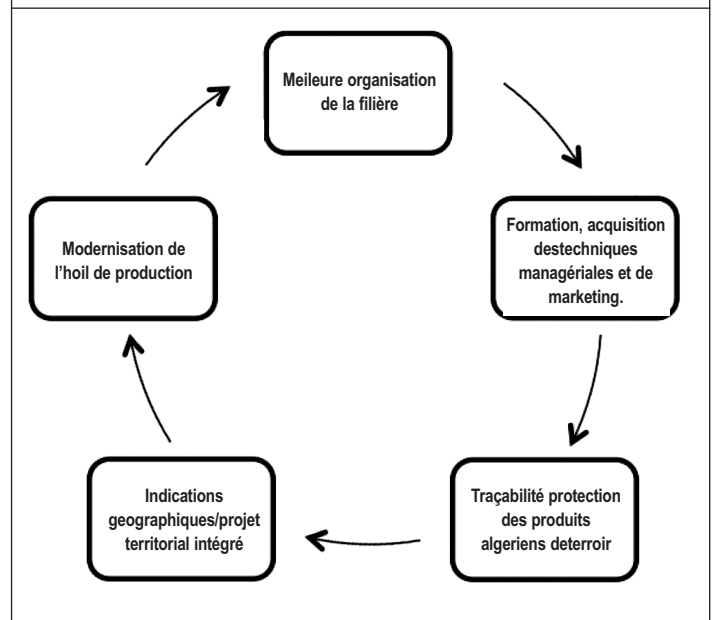 Meileure organisation
de la filière
Formation, acquisition
destechniques
managériales et de
marketing.
Traçabilité protection
des produits
algeriens deterroir
Indications
geographiques/projet
territorial intégré
Modernisation de
l'hoil de production